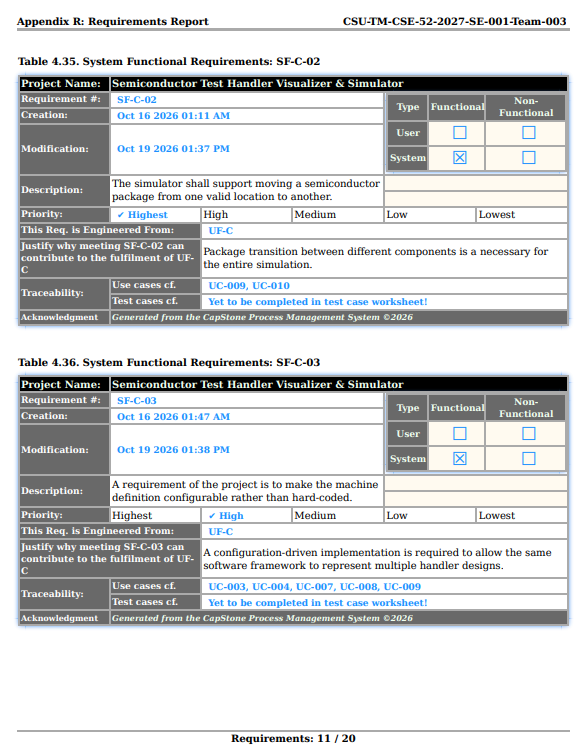 Appendix R: Requirements Report CSU-TM-CSE-52-2027-SE-001-Team-003
Table 4.35. System Functional Requirements: SF-C-02
Project Name: Semiconductor Test Handler Visualizer & Simulator
Requirement #: SF-C-02
Creation: Oct 16 2026 01:11 AM
Modification: Oct 19 2026 01:37 PM
Type Functional Non-
Functional
User ☐ ☐
System ☒ ☐
Description: The simulator shall support moving a semiconductor
package from one valid location to another.
Priority: ✔ Highest High Medium Low Lowest
This Req. is Engineered From: UF-C
Justify why meeting SF-C-02 can
contribute to the fulfilment of UF-
C
Package transition between different components is a necessary for
the entire simulation.
Traceability: Use cases cf. UC-009, UC-010
Test cases cf. Yet to be completed in test case worksheet!
Acknowledgment Generated from the CapStone Process Management System ©2026
Table 4.36. System Functional Requirements: SF-C-03
Project Name: Semiconductor Test Handler Visualizer & Simulator
Requirement #: SF-C-03
Creation: Oct 16 2026 01:47 AM
Modification: Oct 19 2026 01:38 PM
Type Functional Non-
Functional
User ☐ ☐
System ☒ ☐
Description: A requirement of the project is to make the machine
definition configurable rather than hard-coded.
Priority: Highest ✔ High Medium Low Lowest
This Req. is Engineered From: UF-C
Justify why meeting SF-C-03 can
contribute to the fulfilment of UF-
C
A configuration-driven implementation is required to allow the same
software framework to represent multiple handler designs.
Traceability: Use cases cf. UC-003, UC-004, UC-007, UC-008, UC-009
Test cases cf. Yet to be completed in test case worksheet!
Acknowledgment Generated from the CapStone Process Management System ©2026
Requirements: 11 / 20